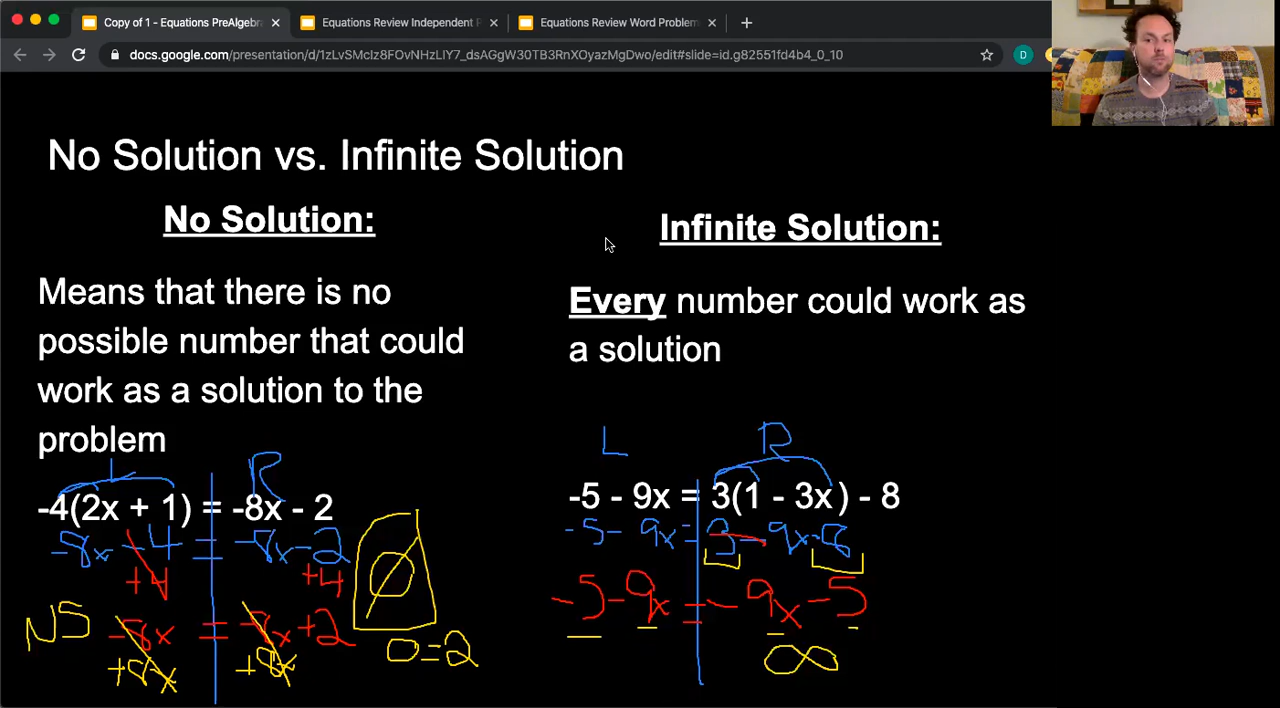 Copy of 1 - Equations PreAlgebra
Equations Review Independent P
Equations Review Word Problem
docs.google.com/presentation/d/1zLvSMcIz8FOvNHzLIY7_JsAGgW30TB3RnXOyazMgDwo/edit#slide=id.g82551fd4b4_0_10
D
No Solution vs. Infinite Solution
No Solution:
Means that there is no
possible number that could
work as a solution to the
problem
L R
-4(2x + 1) = -8x - 2
-8x -4 = -8x -2
+4 +4
-8x = -8x +2
+8x +8x
NS
Ø
0=2
Infinite Solution:
Every number could work as
a solution
L R
-5 - 9x = 3(1 - 3x ) - 8
-5 - 9x = 3 - 9x - 8
-5 - 9x = - 9x - 5
∞